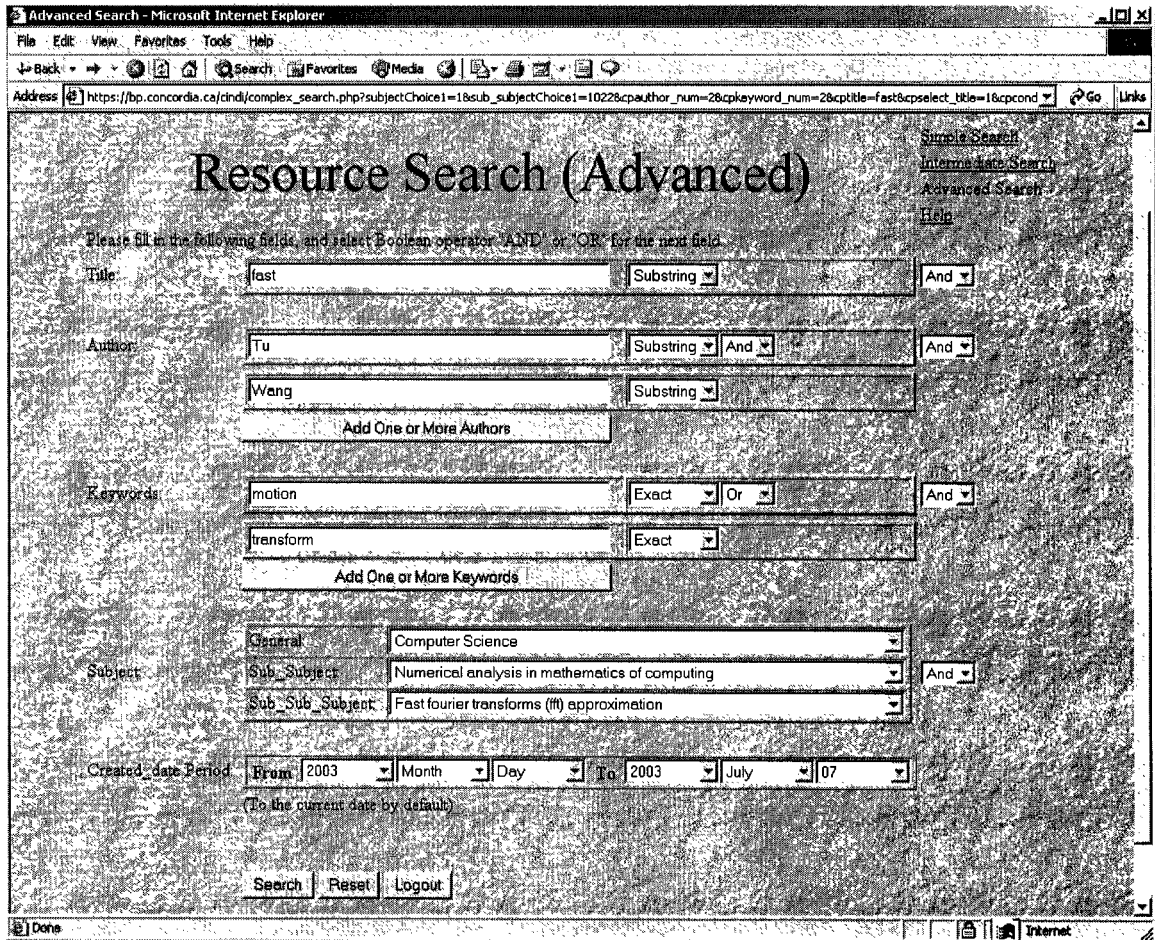 Advanced Search - Microsoft Internet Explorer
File Edit View Favorites Tools Help
Back Search Favorites Media
Address https://bp.concordia.ca/cindi/complex_search.php?subjectChoice1=1&sub_subjectChoice1=1022&cpauthor_num=2&cpkeyword_num=2&cptitle=fast&cpselect_title=1&cpcond Go Links
Simple Search
Intermediate Search
Resource Search (Advanced)
Advanced Search
Help
Please fill in the following fields, and select Boolean operator "AND" or "OR" for the next field
Title: fast Substring And
Author: Tu Substring And And
Wang Substring
Add One or More Authors
Keywords: motion Exact Or And
transform Exact
Add One or More Keywords
General Computer Science
Subject: Sub_Subject Numerical analysis in mathematics of computing And
Sub_Sub_Subject Fast fourier transforms (fft) approximation
Created_date Period From 2003 Month Day To 2003 July 07
(To the current date by default)
Search Reset Logout
Done Internet